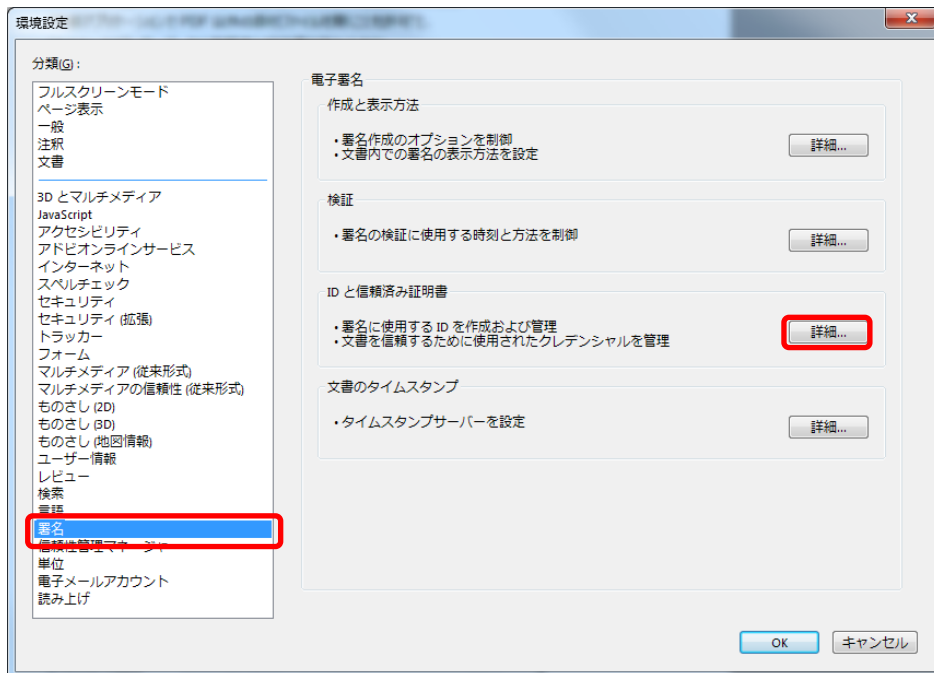 環境設定
分類(G):
フルスクリーンモード
ページ表示
一般
注釈
文書
3D とマルチメディア
JavaScript
アクセシビリティ
アドビオンラインサービス
インターネット
スペルチェック
セキュリティ
セキュリティ (拡張)
トラッカー
フォーム
マルチメディア (従来形式)
マルチメディアの信頼性 (従来形式)
ものさし (2D)
ものさし (3D)
ものさし (地図情報)
ユーザー情報
レビュー
検索
言語
署名
信頼性管理マネージャー
単位
電子メールアカウント
読み上げ
電子署名
作成と表示方法
・署名作成のオプションを制御
・文書内での署名の表示方法を設定
詳細...
検証
・署名の検証に使用する時刻と方法を制御
詳細...
ID と信頼済み証明書
・署名に使用する ID を作成および管理
・文書を信頼するために使用されたクレデンシャルを管理
詳細...
文書のタイムスタンプ
・タイムスタンプサーバーを設定
詳細...
OK
キャンセル